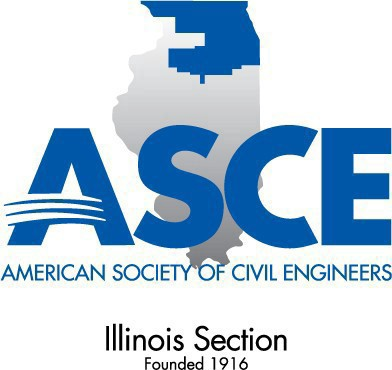 ASCE
AMERICAN SOCIETY OF CIVIL ENGINEERS
Illinois Section
Founded 1916